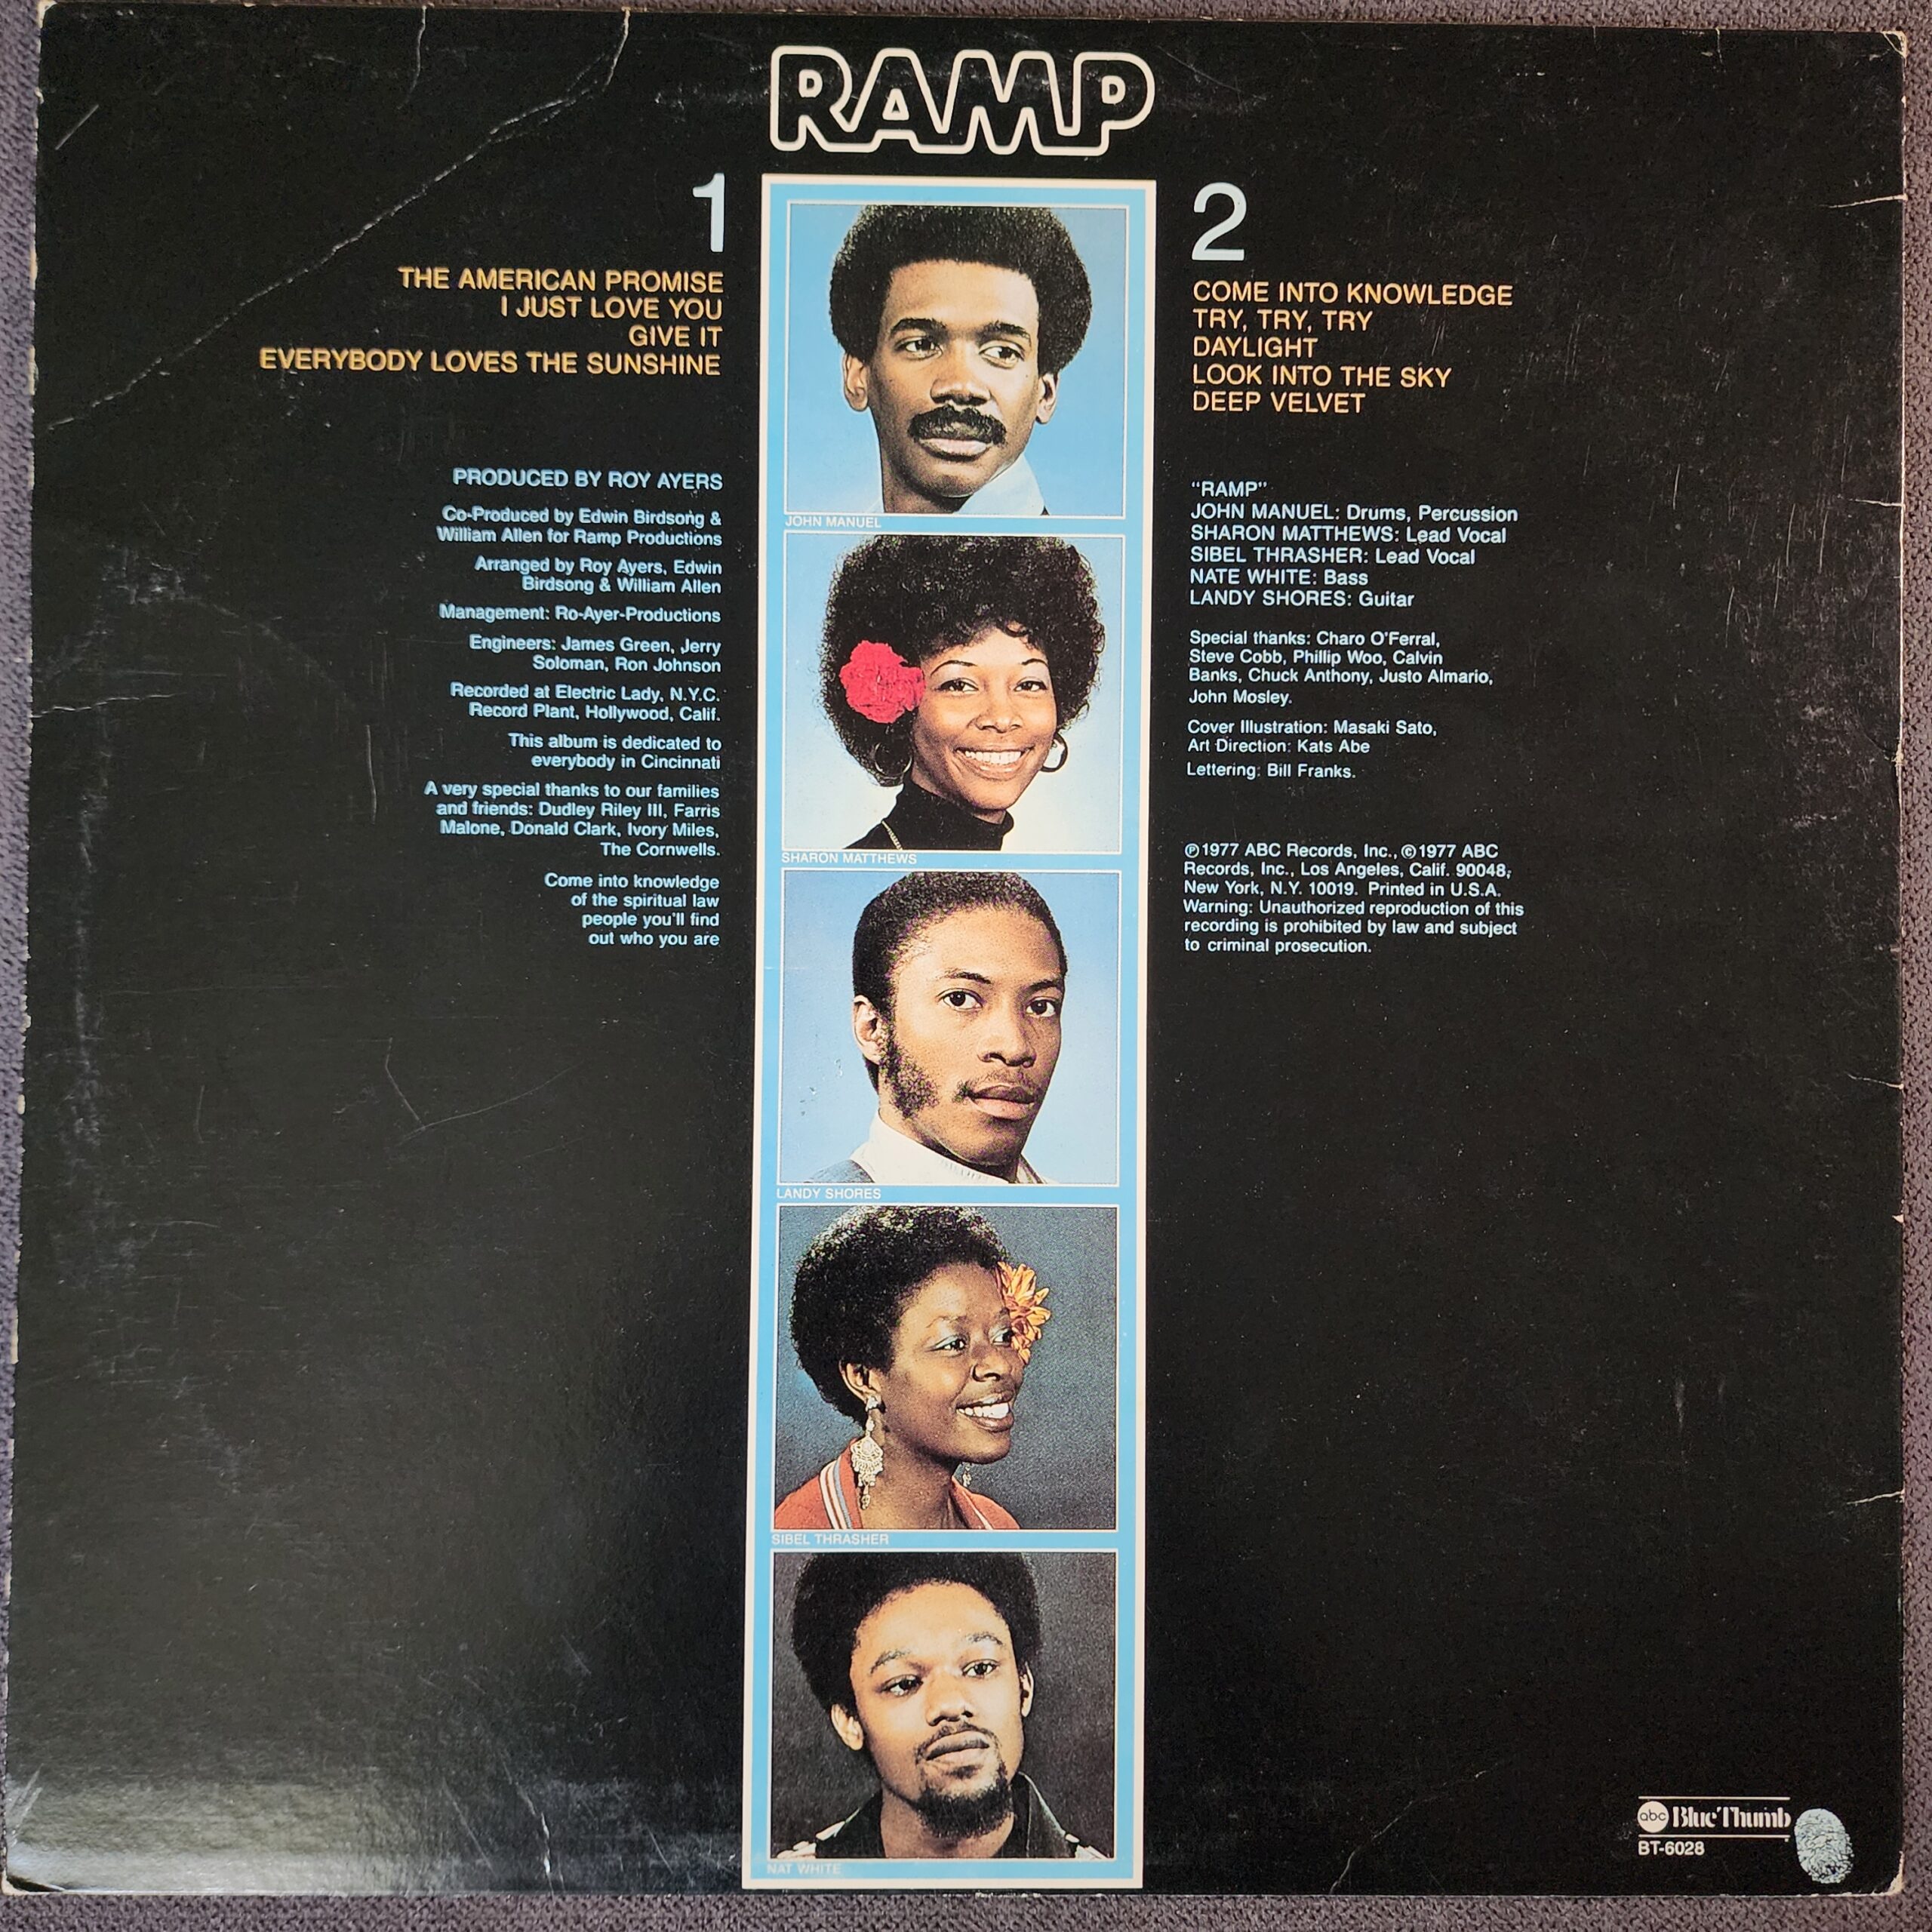 RAMP
1
THE AMERICAN PROMISE
I JUST LOVE YOU
GIVE IT
EVERYBODY LOVES THE SUNSHINE
PRODUCED BY ROY AYERS
Co-Produced by Edwin Birdsong &
William Allen for Ramp Productions
Arranged by Roy Ayers, Edwin
Birdsong & William Allen
Management: Ro-Ayer-Productions
Engineers: James Green, Jerry
Soloman, Ron Johnson
Recorded at Electric Lady, N.Y.C.
Record Plant, Hollywood, Calif.
This album is dedicated to
everybody in Cincinnati
A very special thanks to our families
and friends: Dudley Riley III, Farris
Malone, Donald Clark, Ivory Miles,
The Cornwells.
Come into knowledge
of the spiritual law
people you'll find
out who you are
JOHN MANUEL
SHARON MATTHEWS
LANDY SHORES
SIBEL THRASHER
NAT WHITE
2
COME INTO KNOWLEDGE
TRY, TRY, TRY
DAYLIGHT
LOOK INTO THE SKY
DEEP VELVET
"RAMP"
JOHN MANUEL: Drums, Percussion
SHARON MATTHEWS: Lead Vocal
SIBEL THRASHER: Lead Vocal
NATE WHITE: Bass
LANDY SHORES: Guitar
Special thanks: Charo O'Ferral,
Steve Cobb, Phillip Woo, Calvin
Banks, Chuck Anthony, Justo Almario,
John Mosley.
Cover Illustration: Masaki Sato,
Art Direction: Kats Abe
Lettering: Bill Franks.
℗1977 ABC Records, Inc., ©1977 ABC
Records, Inc., Los Angeles, Calif. 90048,
New York, N.Y. 10019. Printed in U.S.A.
Warning: Unauthorized reproduction of this
recording is prohibited by law and subject
to criminal prosecution.
abc Blue Thumb
BT-6028